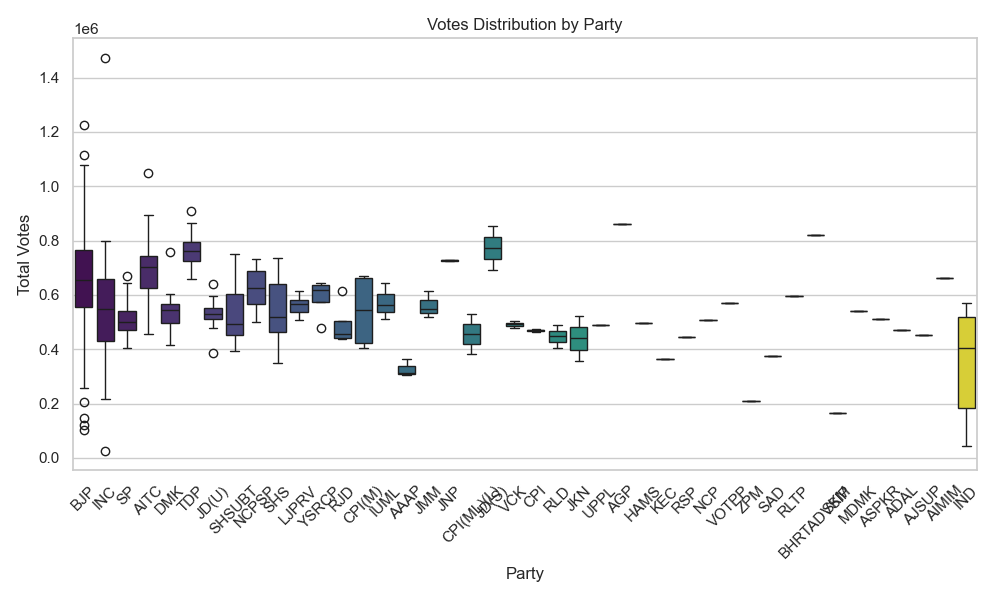 Votes Distribution by Party
1e6
1.4
1.2
1.0
0.8
0.6
0.4
0.2
0.0
Total Votes
BJP
INC
SP
AITC
DMK
TDP
JD(U)
SHSUBT
NCPSP
SHS
LJPRV
YSRCP
RJD
CPI(M)
IUML
AAAP
JMM
JNP
CPI(ML)(L)
JD(S)
VCK
CPI
RLD
JKN
UPPL
AGP
HAMS
KEC
RSP
NCP
VOTPP
ZPM
SAD
RLTP
SKM
MDMK
ASPKR
ADAL
AJSUP
AIMIM
IND
Party